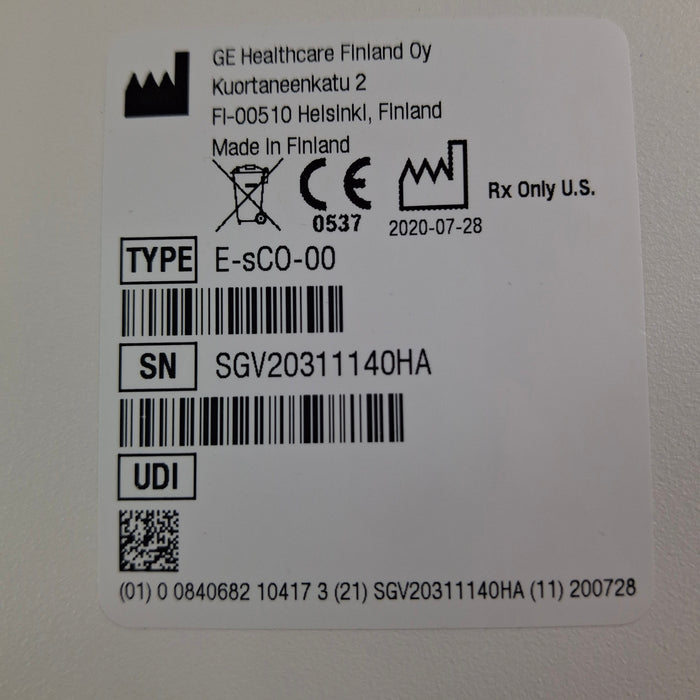 GE Healthcare Finland Oy
Kuortaneenkatu 2
FI-00510 Helsinki, Finland
Made in Finland
CE
0537
2020-07-28
Rx Only U.S.
TYPE E-sCO-00
SN SGV20311140HA
UDI
(01) 0 0840682 10417 3 (21) SGV20311140HA (11) 200728